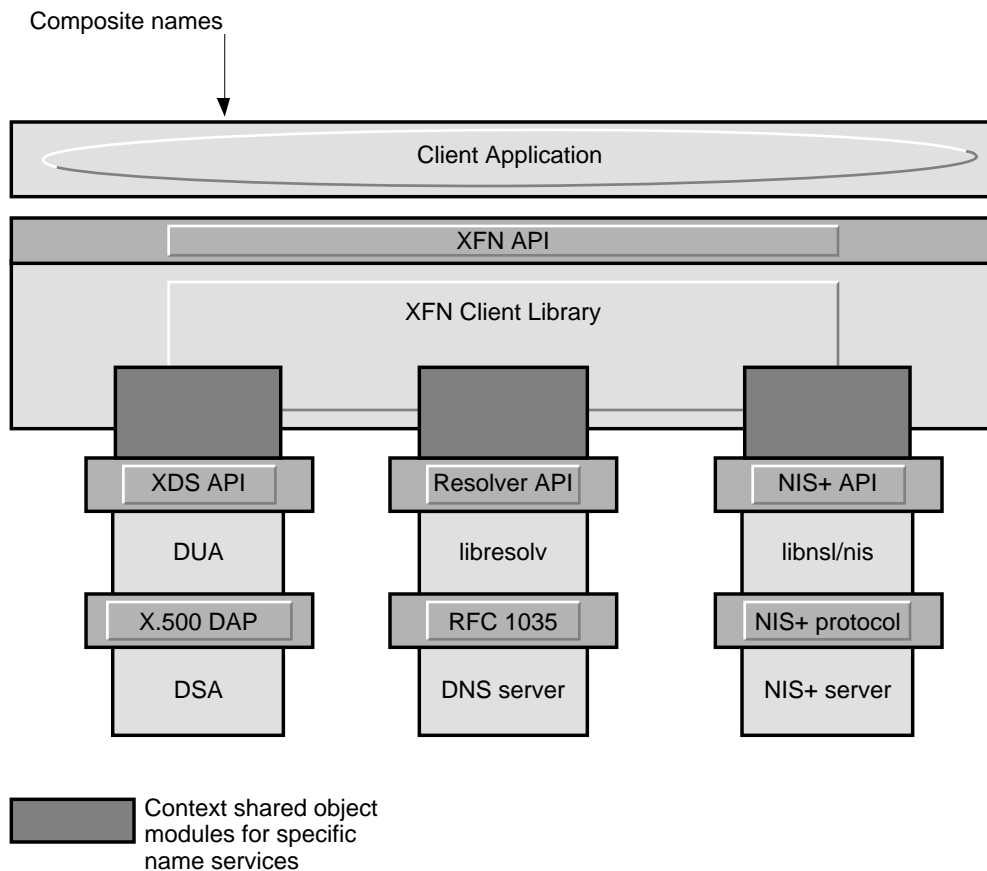 Composite names
Client Application
XFN API
XFN Client Library
XDS API
Resolver API
NIS+ API
DUA
libresolv
libnsl/nis
X.500 DAP
RFC 1035
NIS+ protocol
DSA
DNS server
NIS+ server
Context shared object
modules for specific
name services